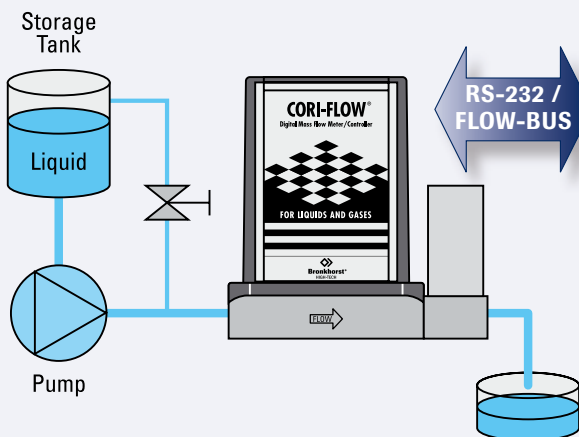 Storage
Tank
Liquid
Pump
CORI-FLOW®
Digital Mass Flow Meter/Controller
FOR LIQUIDS AND GASES
Bronkhorst®
HIGH-TECH
FLOW
RS-232 /
FLOW-BUS